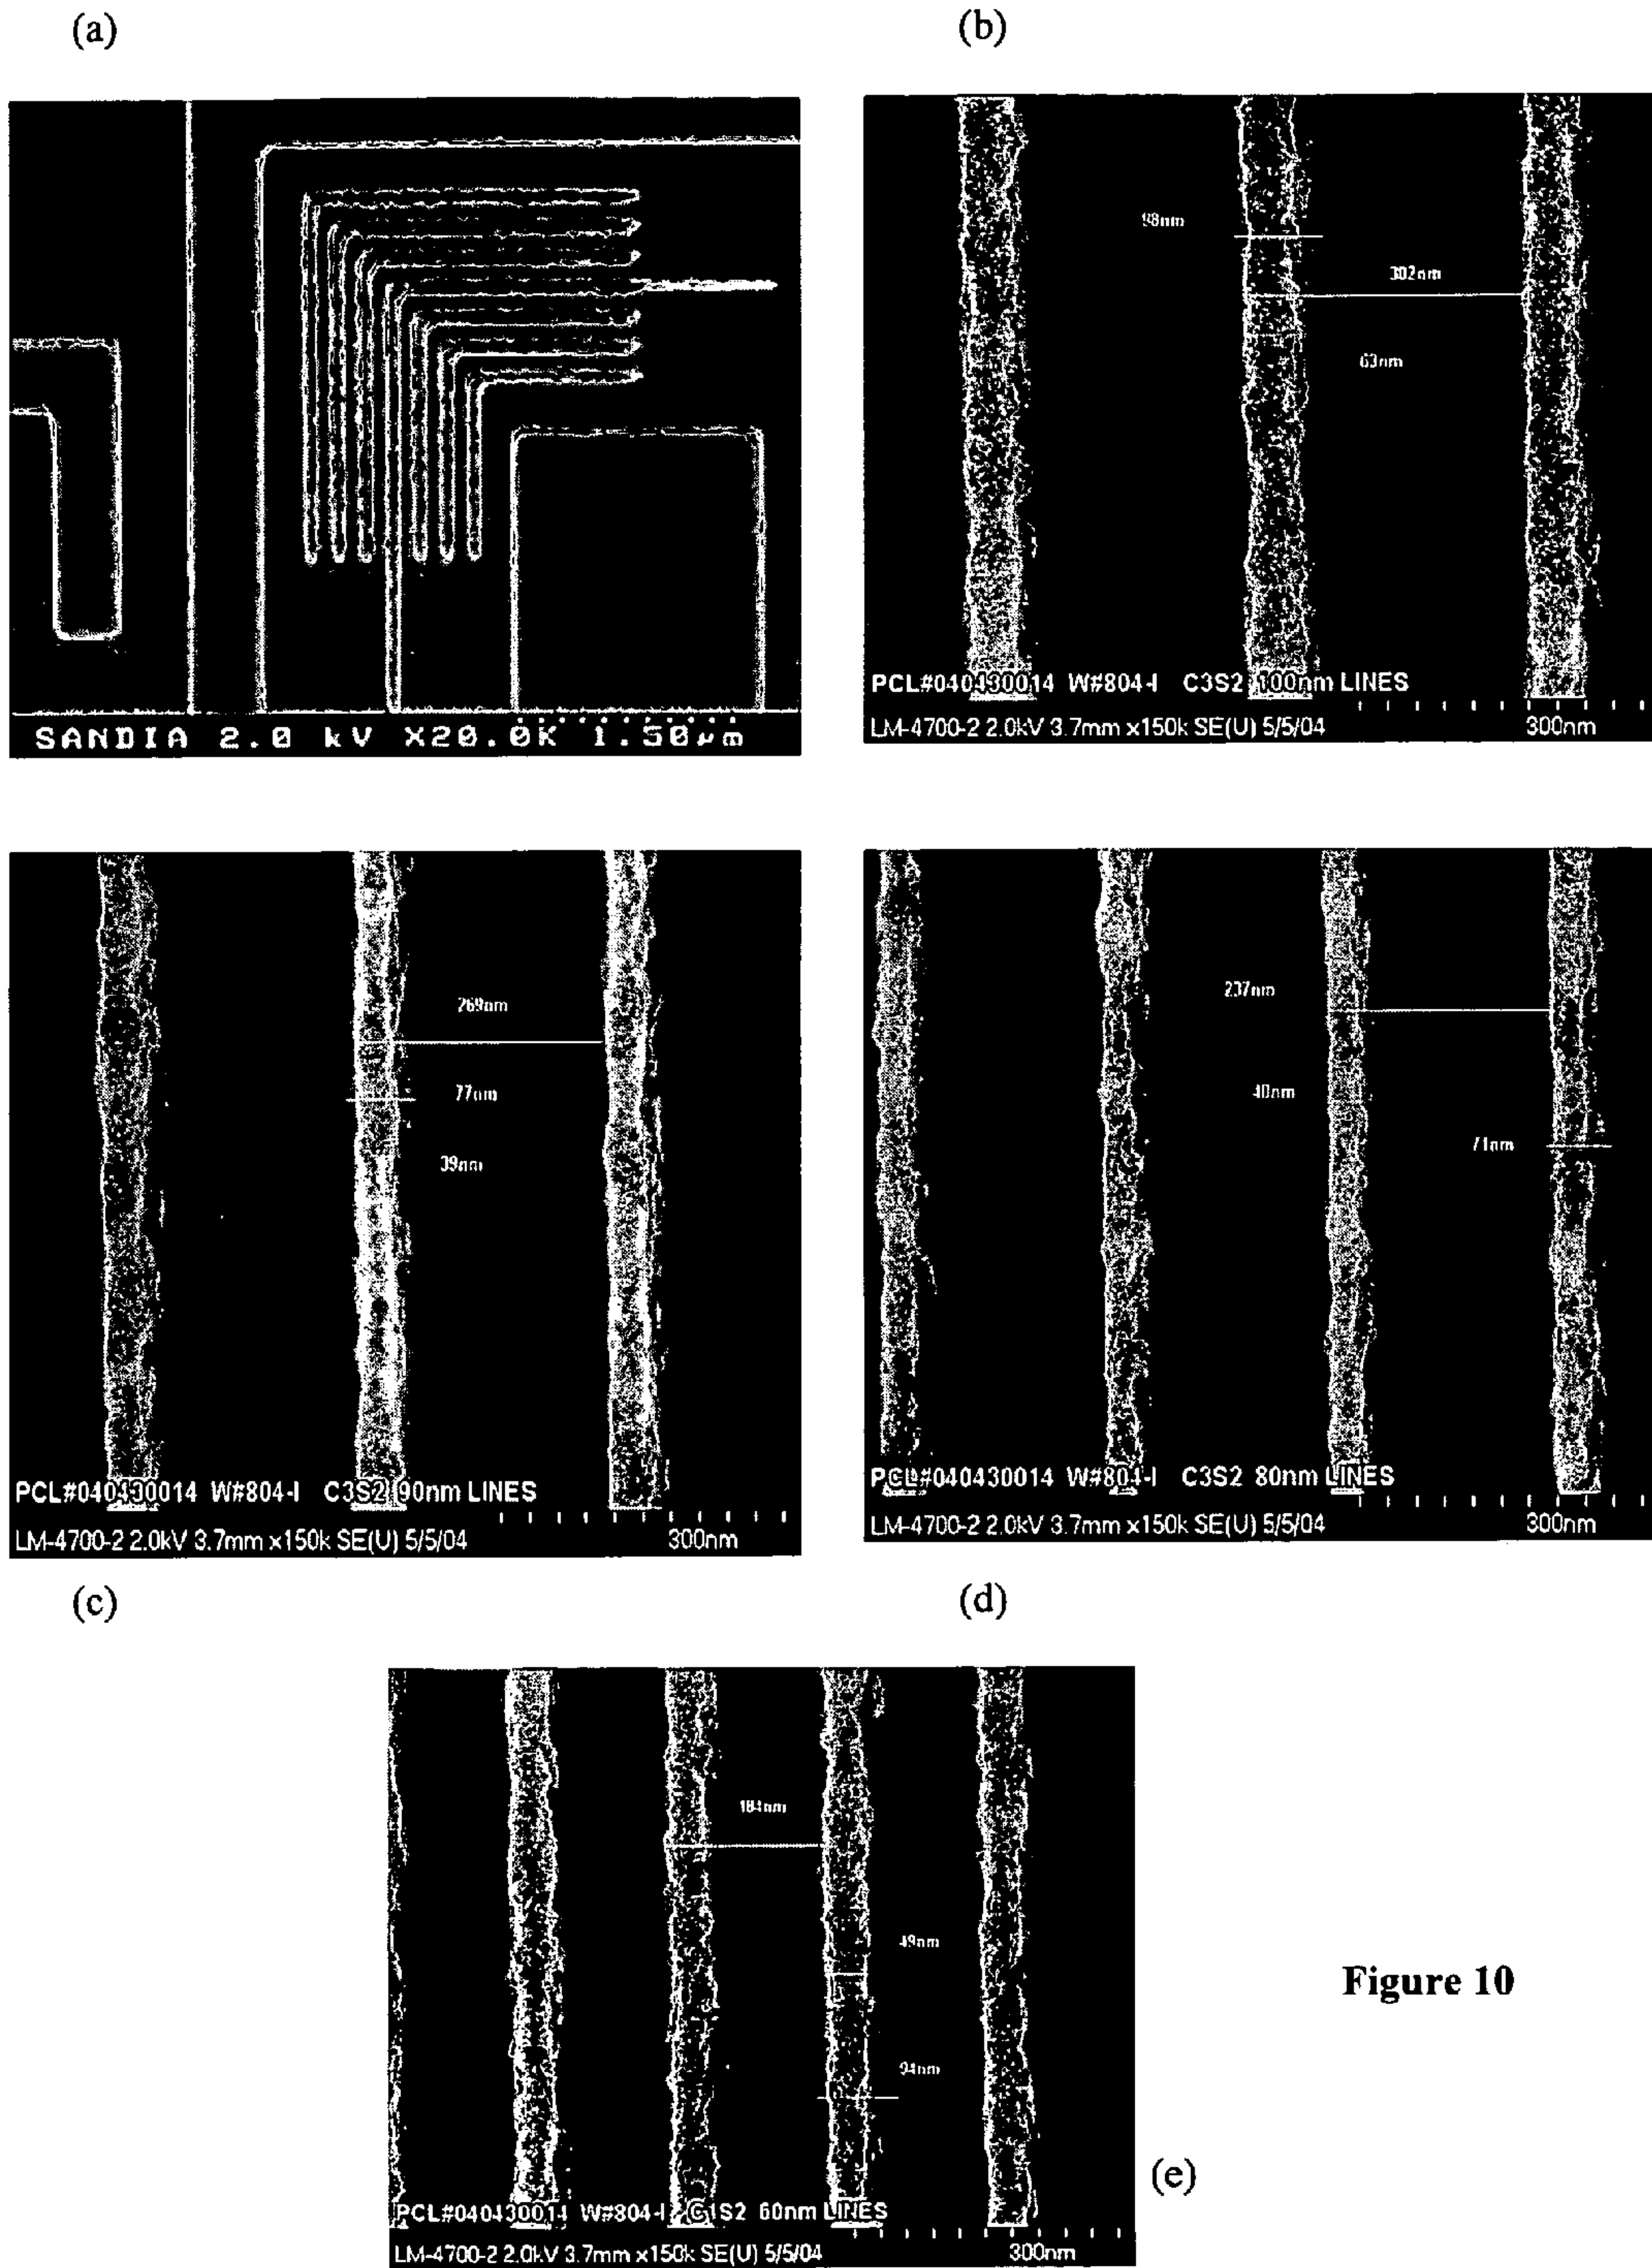 (a)
(b)
SANDIA 2.0 kV X20.0K 1.50μm
98nm
302nm
63nm
PCL#040430014 W#804-I C3S2 100nm LINES
LM-4700-2 2.0kV 3.7mm x150k SE(U) 5/5/04 300nm
269nm
77nm
39nm
PCL#040430014 W#804-I C3S2 90nm LINES
LM-4700-2 2.0kV 3.7mm x150k SE(U) 5/5/04 300nm
237nm
40nm
71nm
PCL#040430014 W#804-I C3S2 80nm LINES
LM-4700-2 2.0kV 3.7mm x150k SE(U) 5/5/04 300nm
(c)
(d)
184nm
49nm
94nm
PCL#040430014 W#804-I C1S2 60nm LINES
LM-4700-2 2.0kV 3.7mm x150k SE(U) 5/5/04 300nm
(e)
Figure 10